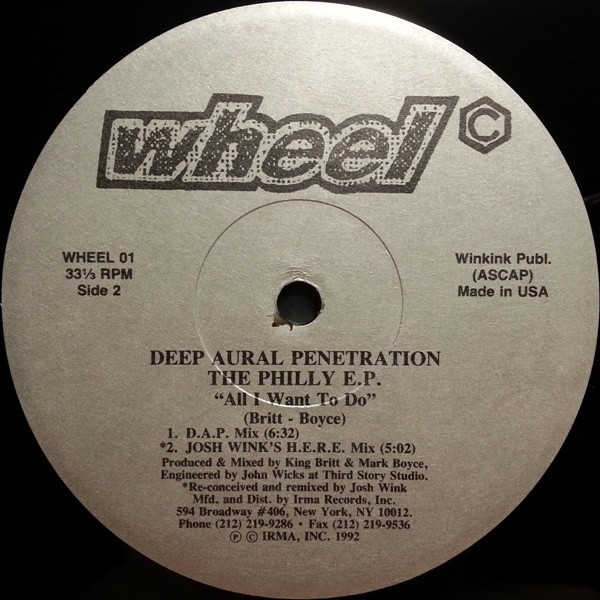 wheel ©
WHEEL 01
33⅓ RPM
Side 2
Winkink Publ.
(ASCAP)
Made in USA
DEEP AURAL PENETRATION
THE PHILLY E.P.
“All I Want To Do”
(Britt - Boyce)
1. D.A.P. Mix (6:32)
*2. JOSH WINK'S H.E.R.E. Mix (5:02)
Produced & Mixed by King Britt & Mark Boyce,
Engineered by John Wicks at Third Story Studio.
*Re-conceived and remixed by Josh Wink
Mfd. and Dist. by Irma Records, Inc.
594 Broadway #406, New York, NY 10012.
Phone (212) 219-9286 • Fax (212) 219-9536
℗ © IRMA, INC. 1992